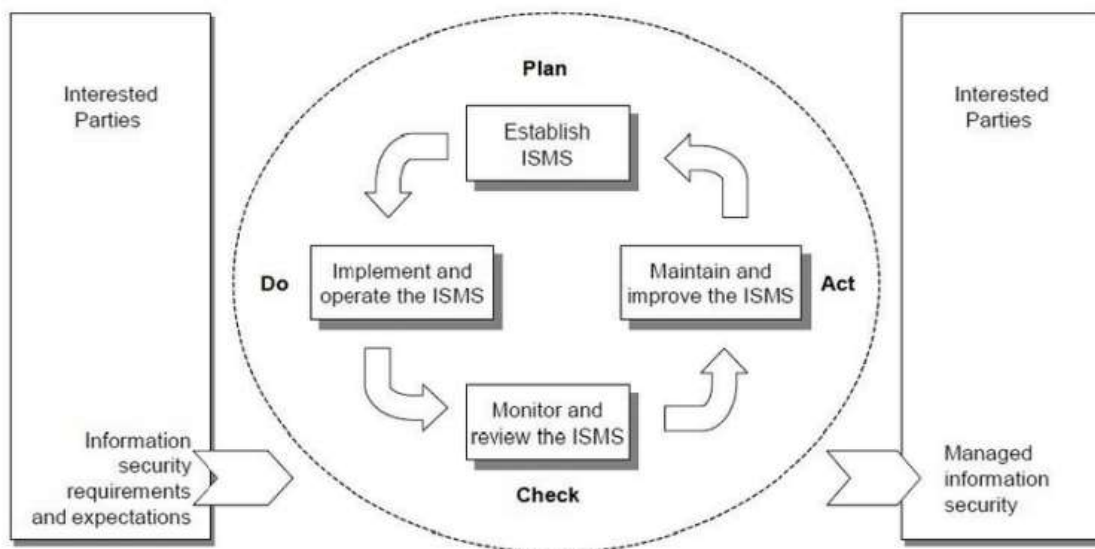 Interested
Parties
Information
security
requirements
and expectations
Plan
Establish
ISMS
Do
Implement and
operate the ISMS
Maintain and
improve the ISMS
Act
Monitor and
review the ISMS
Check
Interested
Parties
Managed
information
security